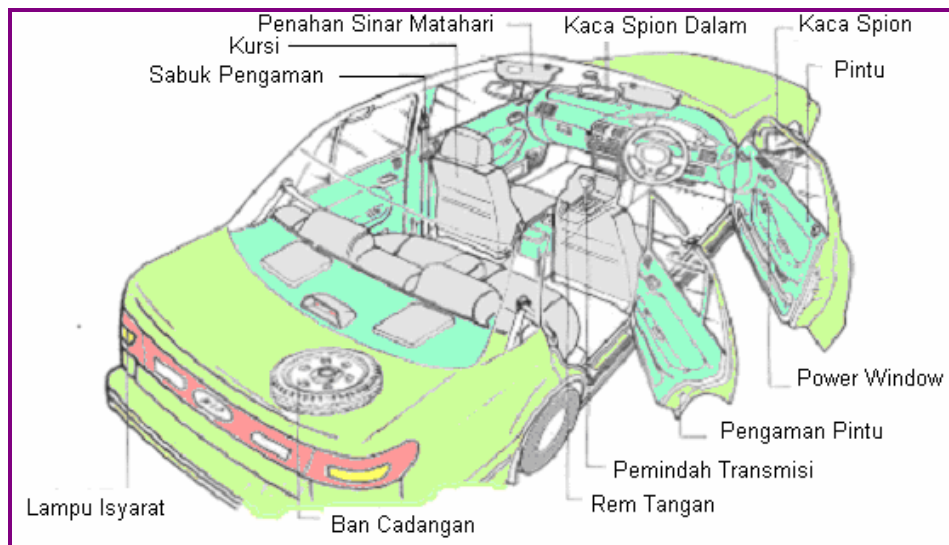 Penahan Sinar Matahari
Kaca Spion Dalam
Kaca Spion
Kursi
Sabuk Pengaman
Pintu
Power Window
Pengaman Pintu
Pemindah Transmisi
Rem Tangan
Lampu Isyarat
Ban Cadangan